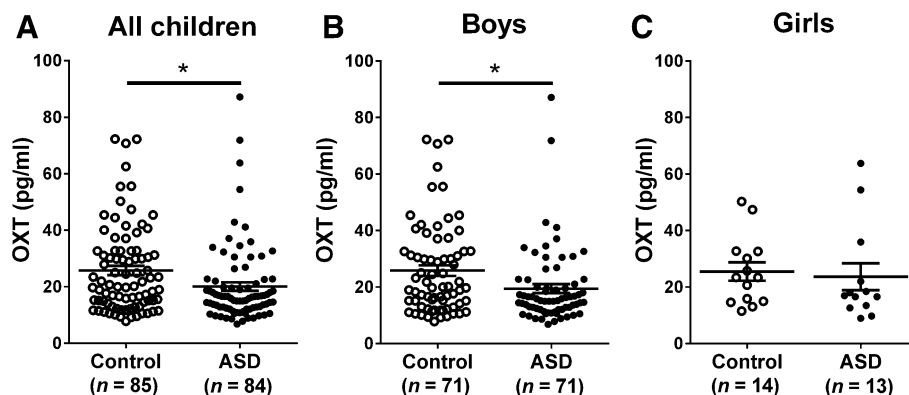 A All children
OXT (pg/ml)
100
80
60
40
20
0
*
Control
(n = 85)
ASD
(n = 84)
B Boys
OXT (pg/ml)
100
80
60
40
20
0
*
Control
(n = 71)
ASD
(n = 71)
C Girls
OXT (pg/ml)
100
80
60
40
20
0
Control
(n = 14)
ASD
(n = 13)